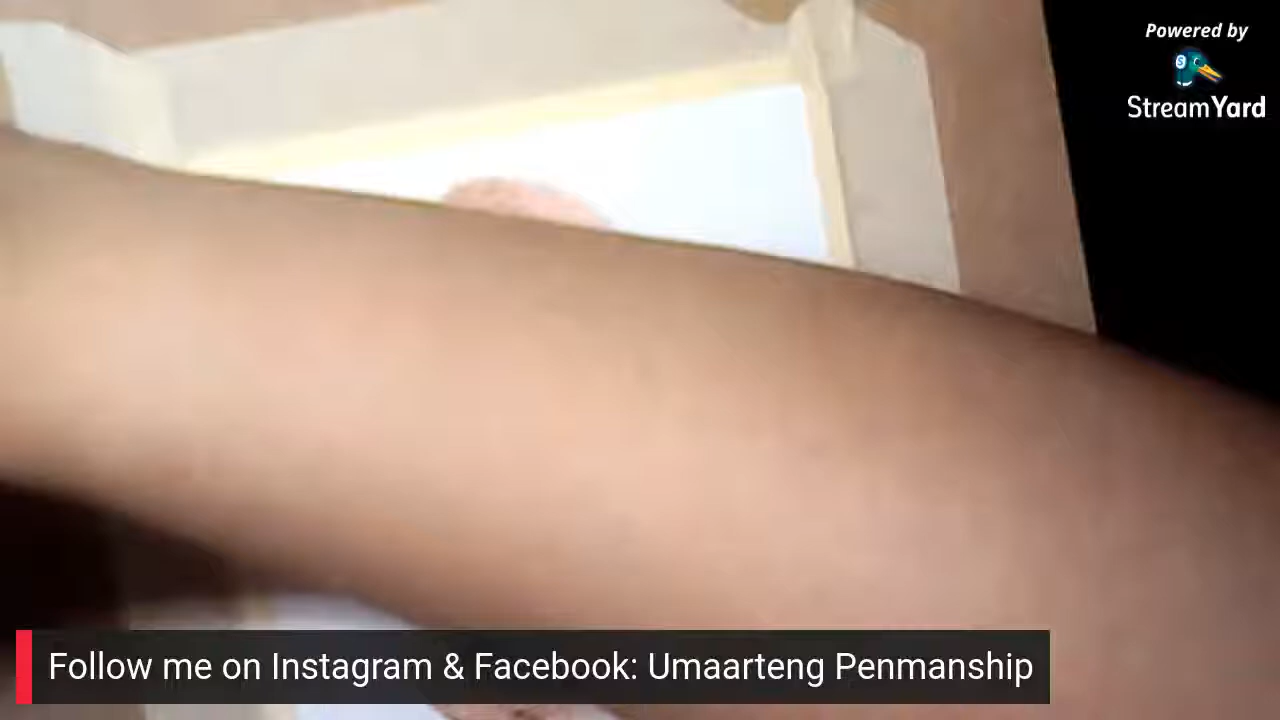 Powered by
StreamYard
Follow me on Instagram & Facebook: Umaarteng Penmanship